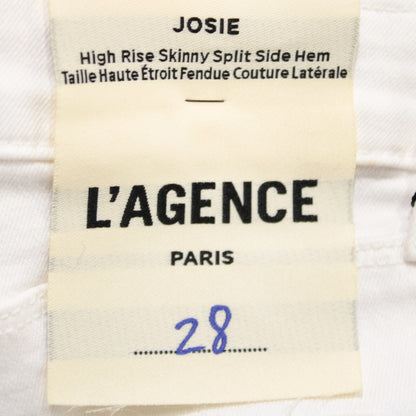 JOSIE
High Rise Skinny Split Side Hem
Taille Haute Étroit Fendue Couture Latérale
L'AGENCE
PARIS
28